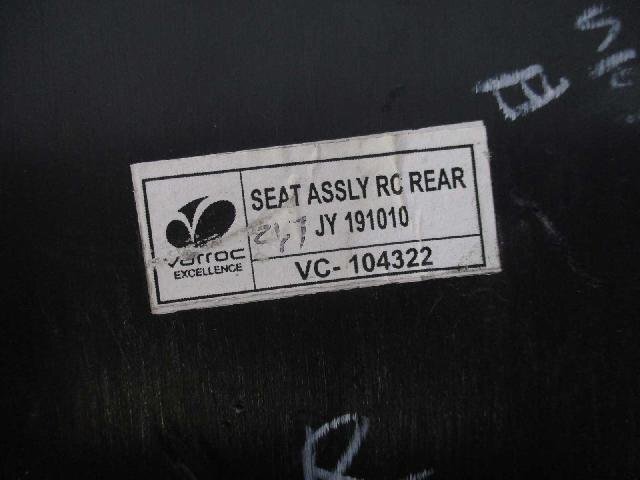 SEAT ASSLY RC REAR
JY 191010
VC- 104322
varroc
EXCELLENCE
R